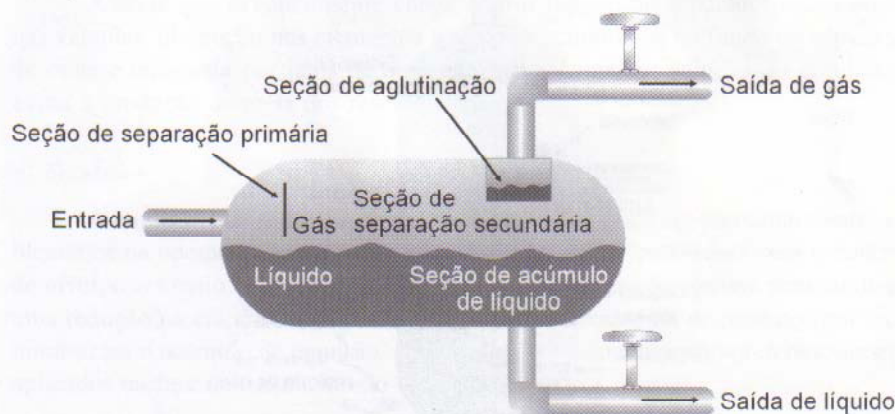 Seção de aglutinação
Saída de gás
Seção de separação
primária
Entrada
Gás
Seção de
separação secundária
Líquido
Seção de acúmulo
de líquido
Saída de líquido